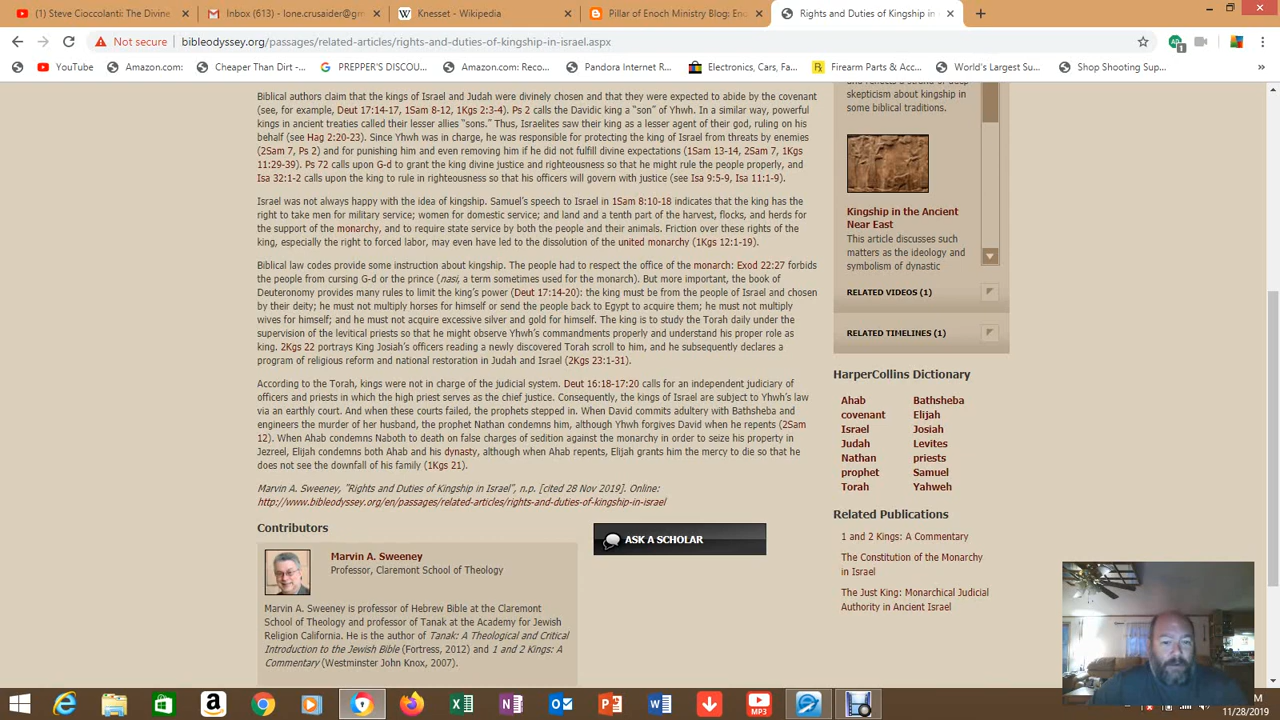 (1) Steve Cioccolanti: The Divine
Inbox (613) - lone.crusaider@gm
Knesset - Wikipedia
Pillar of Enoch Ministry Blog: Eno
Rights and Duties of Kingship in
Not secure
bibleodyssey.org/passages/related-articles/rights-and-duties-of-kingship-in-israel.aspx
YouTube
Amazon.com:
Cheaper Than Dirt -...
PREPPER'S DISCOU...
Amazon.com: Reco...
Pandora Internet R...
Electronics, Cars, Fa...
Firearm Parts & Acc...
World's Largest Su...
Shop Shooting Sup...
Biblical authors claim that the kings of Israel and Judah were divinely chosen and that they were expected to abide by the covenant
(see, for example, Deut 17:14-17, 1Sam 8-12, 1Kgs 2:3-4). Ps 2 calls the Davidic king a “son” of Yhwh. In a similar way, powerful
kings in ancient treaties called their lesser allies “sons.” Thus, Israelites saw their king as a lesser agent of their god, ruling on his
behalf (see Hag 2:20-23). Since Yhwh was in charge, he was responsible for protecting the king of Israel from threats by enemies
(2Sam 7, Ps 2) and for punishing him and even removing him if he did not fulfill divine expectations (1Sam 13-14, 2Sam 7, 1Kgs
11:29-39). Ps 72 calls upon G-d to grant the king divine justice and righteousness so that he might rule the people properly, and
Isa 32:1-2 calls upon the king to rule in righteousness so that his officers will govern with justice (see Isa 9:5-9, Isa 11:1-9).
Israel was not always happy with the idea of kingship. Samuel’s speech to Israel in 1Sam 8:10-18 indicates that the king has the
right to take men for military service; women for domestic service; and land and a tenth part of the harvest, flocks, and herds for
the support of the monarchy, and to require state service by both the people and their animals. Friction over these rights of the
king, especially the right to forced labor, may even have led to the dissolution of the united monarchy (1Kgs 12:1-19).
Biblical law codes provide some instruction about kingship. The people had to respect the office of the monarch: Exod 22:27 forbids
the people from cursing G-d or the prince (nasi, a term sometimes used for the monarch). But more important, the book of
Deuteronomy provides many rules to limit the king’s power (Deut 17:14-20): the king must be from the people of Israel and chosen
by their deity; he must not multiply horses for himself or send the people back to Egypt to acquire them; he must not multiply
wives for himself; and he must not acquire excessive silver and gold for himself. The king is to study the Torah daily under the
supervision of the levitical priests so that he might observe Yhwh’s commandments properly and understand his proper role as
king. 2Kgs 22 portrays King Josiah’s officers reading a newly discovered Torah scroll to him, and he subsequently declares a
program of religious reform and national restoration in Judah and Israel (2Kgs 23:1-31).
According to the Torah, kings were not in charge of the judicial system. Deut 16:18-17:20 calls for an independent judiciary of
officers and priests in which the high priest serves as the chief justice. Consequently, the kings of Israel are subject to Yhwh’s law
via an earthly court. And when these courts failed, the prophets stepped in. When David commits adultery with Bathsheba and
engineers the murder of her husband, the prophet Nathan condemns him, although Yhwh forgives David when he repents (2Sam
12). When Ahab condemns Naboth to death on false charges of sedition against the monarchy in order to seize his property in
Jezreel, Elijah condemns both Ahab and his dynasty, although when Ahab repents, Elijah grants him the mercy to die so that he
does not see the downfall of his family (1Kgs 21).
Marvin A. Sweeney, "Rights and Duties of Kingship in Israel", n.p. [cited 28 Nov 2019]. Online:
http://www.bibleodyssey.org/en/passages/related-articles/rights-and-duties-of-kingship-in-israel
Contributors
ASK A SCHOLAR
Marvin A. Sweeney
Professor, Claremont School of Theology
Marvin A. Sweeney is professor of Hebrew Bible at the Claremont
School of Theology and professor of Tanak at the Academy for Jewish
Religion California. He is the author of Tanak: A Theological and Critical
Introduction to the Jewish Bible (Fortress, 2012) and 1 and 2 Kings: A
Commentary (Westminster John Knox, 2007).
skepticism about kingship in
some biblical traditions.
Kingship in the Ancient
Near East
This article discusses such
matters as the ideology and
symbolism of dynastic
RELATED VIDEOS (1)
RELATED TIMELINES (1)
HarperCollins Dictionary
Ahab Bathsheba
covenant Elijah
Israel Josiah
Judah Levites
Nathan priests
prophet Samuel
Torah Yahweh
Related Publications
1 and 2 Kings: A Commentary
The Constitution of the Monarchy
in Israel
The Just King: Monarchical Judicial
Authority in Ancient Israel
MP3
11/28/2019